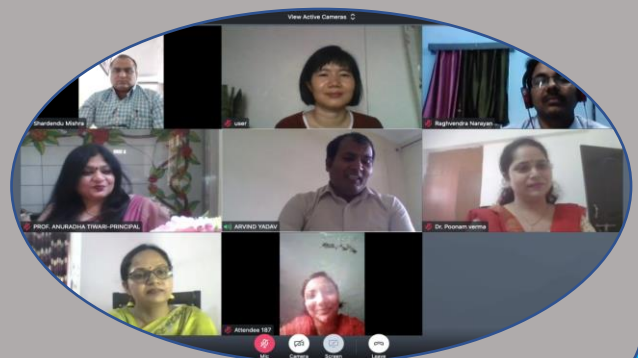 View Active Cameras
Shardendu Mishra
user
Raghvendra Narayan
PROF. ANURADHA TIWARI-PRINCIPAL
ARVIND YADAV
Dr. Poonam verma
Attendee 187
Mic
Camera
Screen
Leave